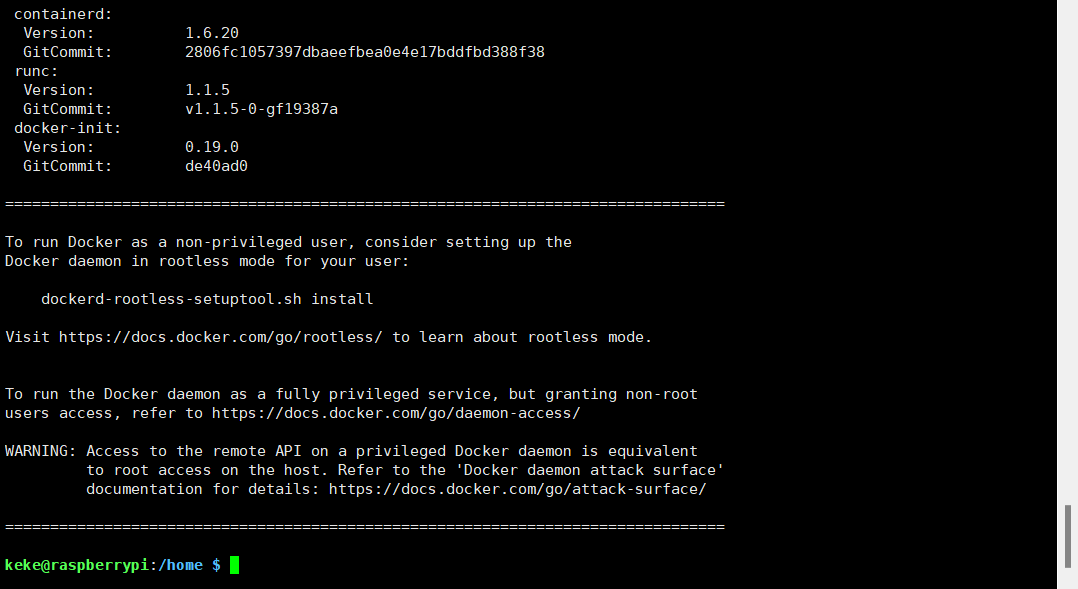 containerd:
Version: 1.6.20
GitCommit: 2806fc1057397dbaeefbea0e4e17bddfbd388f38
runc:
Version: 1.1.5
GitCommit: v1.1.5-0-gf19387a
docker-init:
Version: 0.19.0
GitCommit: de40ad0
================================================================================
To run Docker as a non-privileged user, consider setting up the
Docker daemon in rootless mode for your user:
dockerd-rootless-setuptool.sh install
Visit https://docs.docker.com/go/rootless/ to learn about rootless mode.
To run the Docker daemon as a fully privileged service, but granting non-root
users access, refer to https://docs.docker.com/go/daemon-access/
WARNING: Access to the remote API on a privileged Docker daemon is equivalent
to root access on the host. Refer to the 'Docker daemon attack surface'
documentation for details: https://docs.docker.com/go/attack-surface/
================================================================================
keke@raspberrypi:/home $